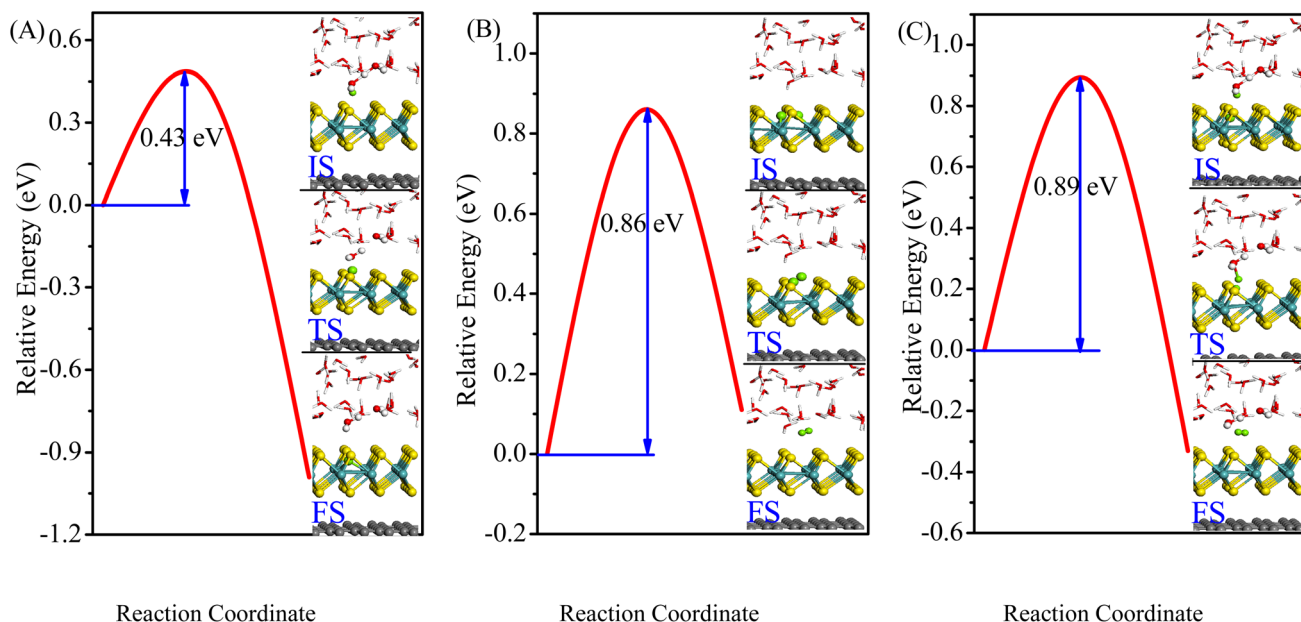 (A)
0.6
0.3
0.0
-0.3
-0.6
-0.9
-1.2
Relative Energy (eV)
0.43 eV
IS
TS
FS
Reaction Coordinate
(B)
1.0
0.8
0.6
0.4
0.2
0.0
-0.2
Relative Energy (eV)
0.86 eV
IS
TS
FS
Reaction Coordinate
(C)
1.0
0.8
0.6
0.4
0.2
0.0
-0.2
-0.4
-0.6
Relative Energy (eV)
0.89 eV
IS
TS
FS
Reaction Coordinate